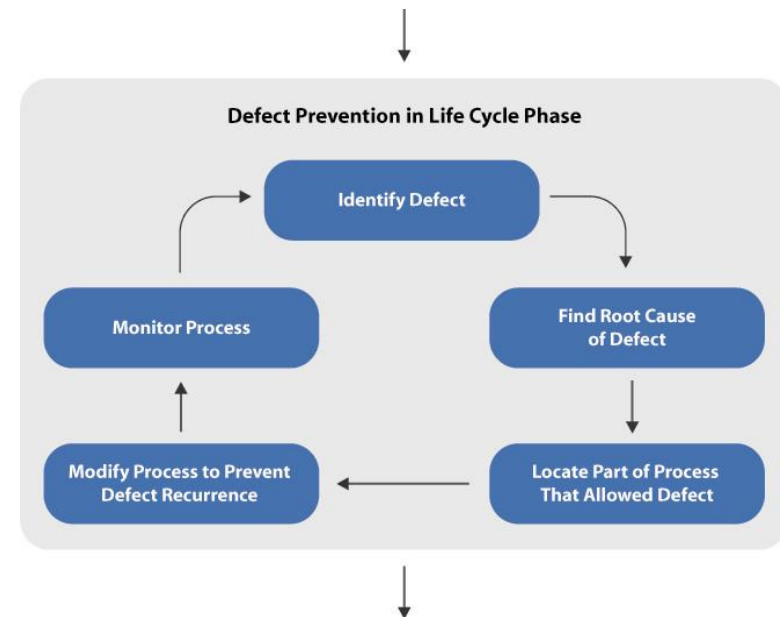 Defect Prevention in Life Cycle Phase
Identify Defect
Find Root Cause
of Defect
Locate Part of Process
That Allowed Defect
Modify Process to Prevent
Defect Recurrence
Monitor Process